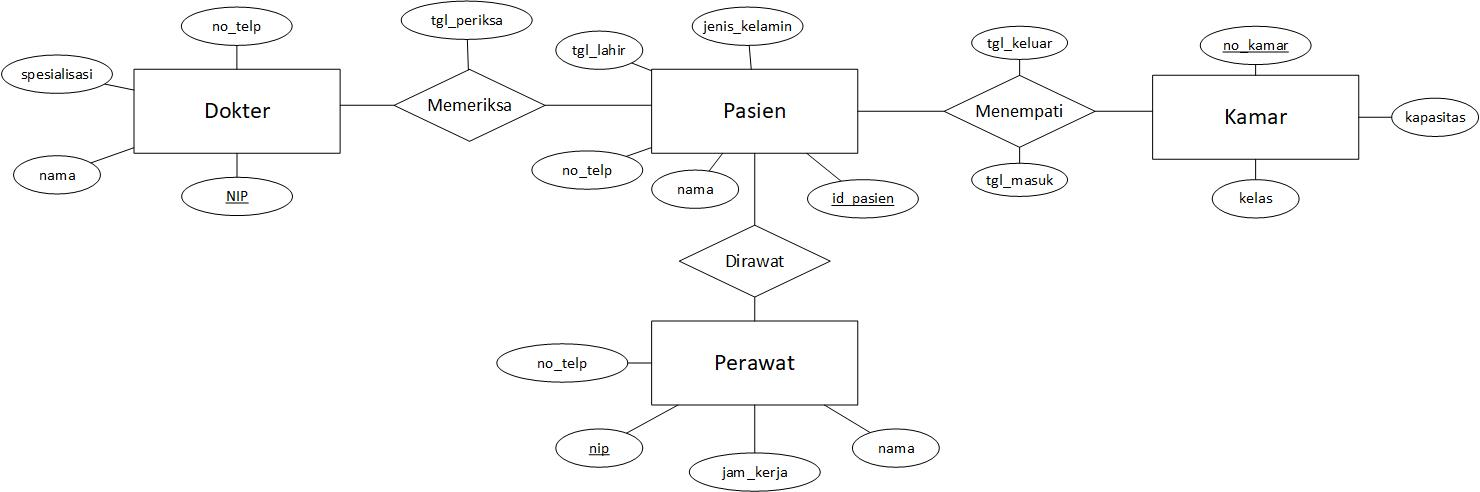 no_telp
tgl_periksa
jenis_kelamin
tgl_lahir
tgl_keluar
no_kamar
spesialisasi
Dokter
Memeriksa
Pasien
Menempati
Kamar
kapasitas
nama
NIP
no_telp
nama
id_pasien
tgl_masuk
kelas
Dirawat
no_telp
Perawat
nip
jam_kerja
nama